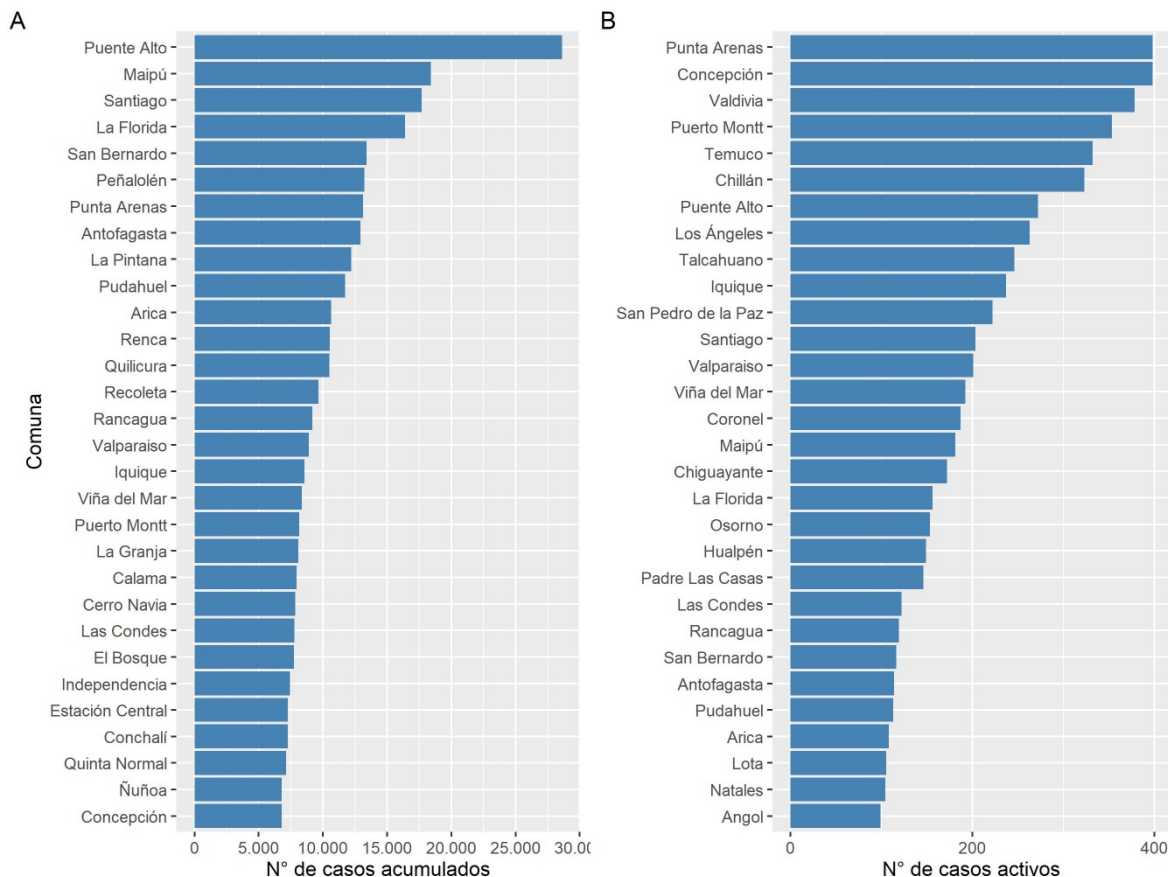 A
Comuna
Puente Alto
Maipú
Santiago
La Florida
San Bernardo
Peñalolén
Punta Arenas
Antofagasta
La Pintana
Pudahuel
Arica
Renca
Quilicura
Recoleta
Rancagua
Valparaiso
Iquique
Viña del Mar
Puerto Montt
La Granja
Calama
Cerro Navia
Las Condes
El Bosque
Independencia
Estación Central
Conchalí
Quinta Normal
Ñuñoa
Concepción
0 5.000 10.000 15.000 20.000 25.000 30.00
N° de casos acumulados
B
Punta Arenas
Concepción
Valdivia
Puerto Montt
Temuco
Chillán
Puente Alto
Los Ángeles
Talcahuano
Iquique
San Pedro de la Paz
Santiago
Valparaiso
Viña del Mar
Coronel
Maipú
Chiguayante
La Florida
Osorno
Hualpén
Padre Las Casas
Las Condes
Rancagua
San Bernardo
Antofagasta
Pudahuel
Arica
Lota
Natales
Angol
0 200 400
N° de casos activos